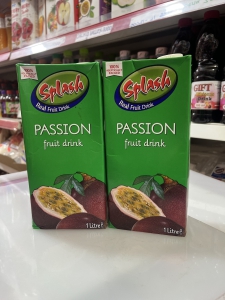 Splash
Real Fruit Drink
PASSION
fruit drink
1 Litre e
Splash
Real Fruit Drink
PASSION
fruit drink
1 Litre e
GIFT